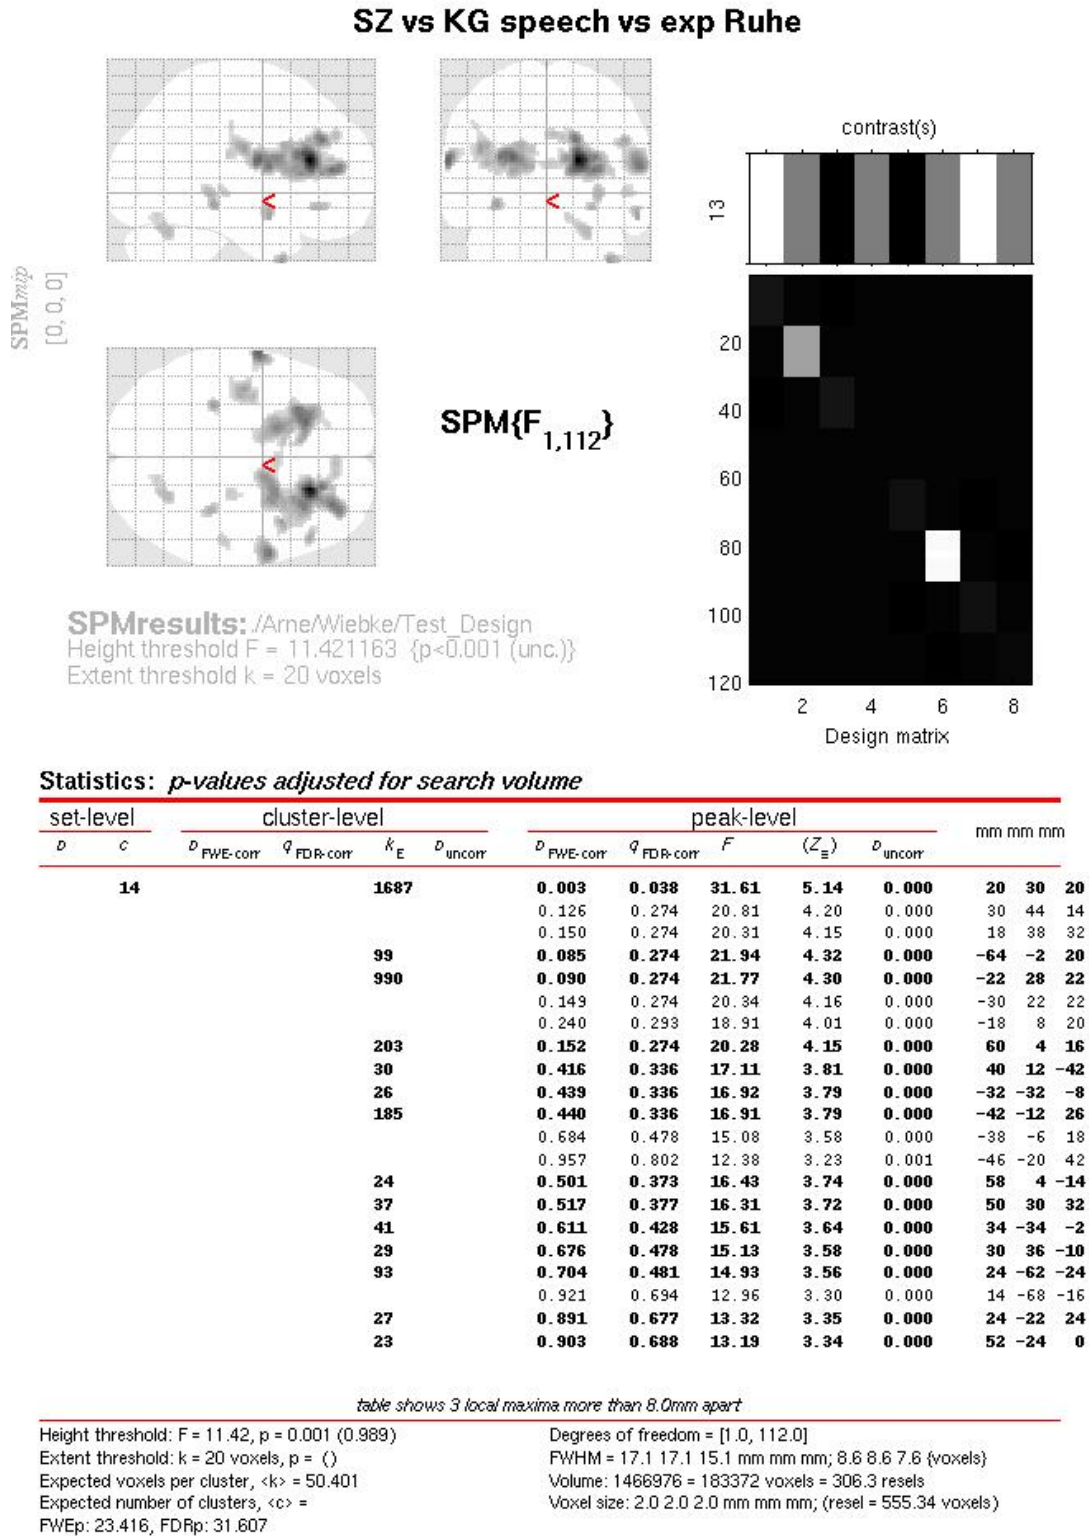 SZ vs KG speech vs exp Ruhe
SPMmip
[0, 0, 0]
<
<
<
SPM{F1,112}
contrast(s)
13
20
40
60
80
100
120
2 4 6 8
Design matrix
SPMresults: ./Arne/Wiebke/Test_Design
Height threshold F = 11.421163 {p<0.001 (unc.)}
Extent threshold k = 20 voxels
Statistics: p-values adjusted for search volume
set-level cluster-level peak-level mm mm mm
p c p FWE-corr q FDR-corr k E p uncorr p FWE-corr q FDR-corr F (Z≡) p uncorr
14 1687 0.003 0.038 31.61 5.14 0.000 20 30 20
0.126 0.274 20.81 4.20 0.000 30 44 14
0.150 0.274 20.31 4.15 0.000 18 38 32
99 0.085 0.274 21.94 4.32 0.000 -64 -2 20
990 0.090 0.274 21.77 4.30 0.000 -22 28 22
0.149 0.274 20.34 4.16 0.000 -30 22 22
0.240 0.293 18.91 4.01 0.000 -18 8 20
203 0.152 0.274 20.28 4.15 0.000 60 4 16
30 0.416 0.336 17.11 3.81 0.000 40 12 -42
26 0.439 0.336 16.92 3.79 0.000 -32 -32 -8
185 0.440 0.336 16.91 3.79 0.000 -42 -12 26
0.684 0.478 15.08 3.58 0.000 -38 -6 18
0.957 0.802 12.38 3.23 0.001 -46 -20 42
24 0.501 0.373 16.43 3.74 0.000 58 4 -14
37 0.517 0.377 16.31 3.72 0.000 50 30 32
41 0.611 0.428 15.61 3.64 0.000 34 -34 -2
29 0.676 0.478 15.13 3.58 0.000 30 36 -10
93 0.704 0.481 14.93 3.56 0.000 24 -62 -24
0.921 0.694 12.96 3.30 0.000 14 -68 -16
27 0.891 0.677 13.32 3.35 0.000 24 -22 24
23 0.903 0.688 13.19 3.34 0.000 52 -24 0
table shows 3 local maxima more than 8.0mm apart
Height threshold: F = 11.42, p = 0.001 (0.989)
Extent threshold: k = 20 voxels, p = ()
Expected voxels per cluster, <k> = 50.401
Expected number of clusters, <c> =
FWEp: 23.416, FDRp: 31.607
Degrees of freedom = [1.0, 112.0]
FWHM = 17.1 17.1 15.1 mm mm mm; 8.6 8.6 7.6 {voxels}
Volume: 1466976 = 183372 voxels = 306.3 resels
Voxel size: 2.0 2.0 2.0 mm mm mm; (resel = 555.34 voxels)